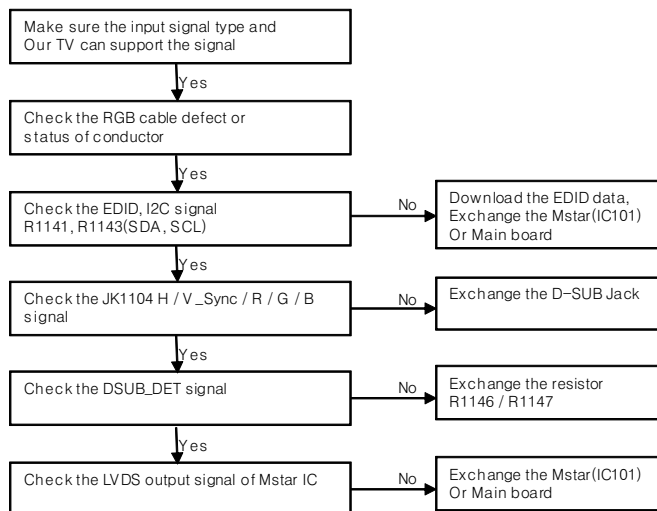 Make sure the input signal type and
Our TV can support the signal
Yes
Check the RGB cable defect or
status of conductor
Yes
Check the EDID, I2C signal
R1141, R1143(SDA, SCL)
No
Download the EDID data,
Exchange the Mstar(IC101)
Or Main board
Yes
Check the JK1104 H / V_Sync / R / G / B
signal
No
Exchange the D-SUB Jack
Yes
Check the DSUB_DET signal
No
Exchange the resistor
R1146 / R1147
Yes
Check the LVDS output signal of Mstar IC
No
Exchange the Mstar(IC101)
Or Main board